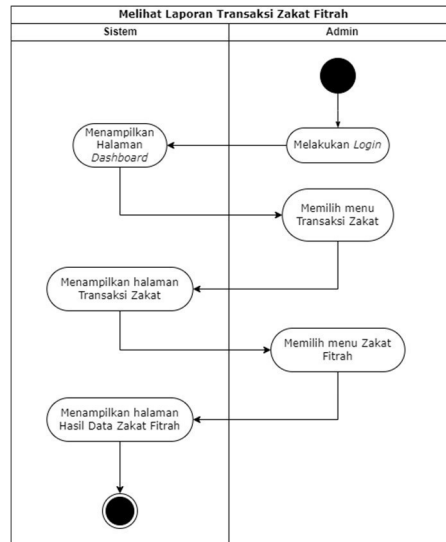 Melihat Laporan Transaksi Zakat Fitrah
Sistem
Admin
Melakukan Login
Menampilkan
Halaman
Dashboard
Memilih menu
Transaksi Zakat
Menampilkan halaman
Transaksi Zakat
Memilih menu Zakat
Fitrah
Menampilkan halaman
Hasil Data Zakat Fitrah